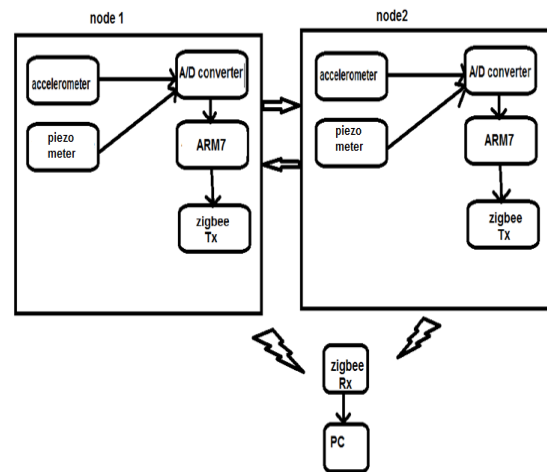 node 1
accelerometer
A/D converter
piezo
meter
ARM7
zigbee
Tx
node2
accelerometer
A/D converter
piezo
meter
ARM7
zigbee
Tx
zigbee
Rx
PC